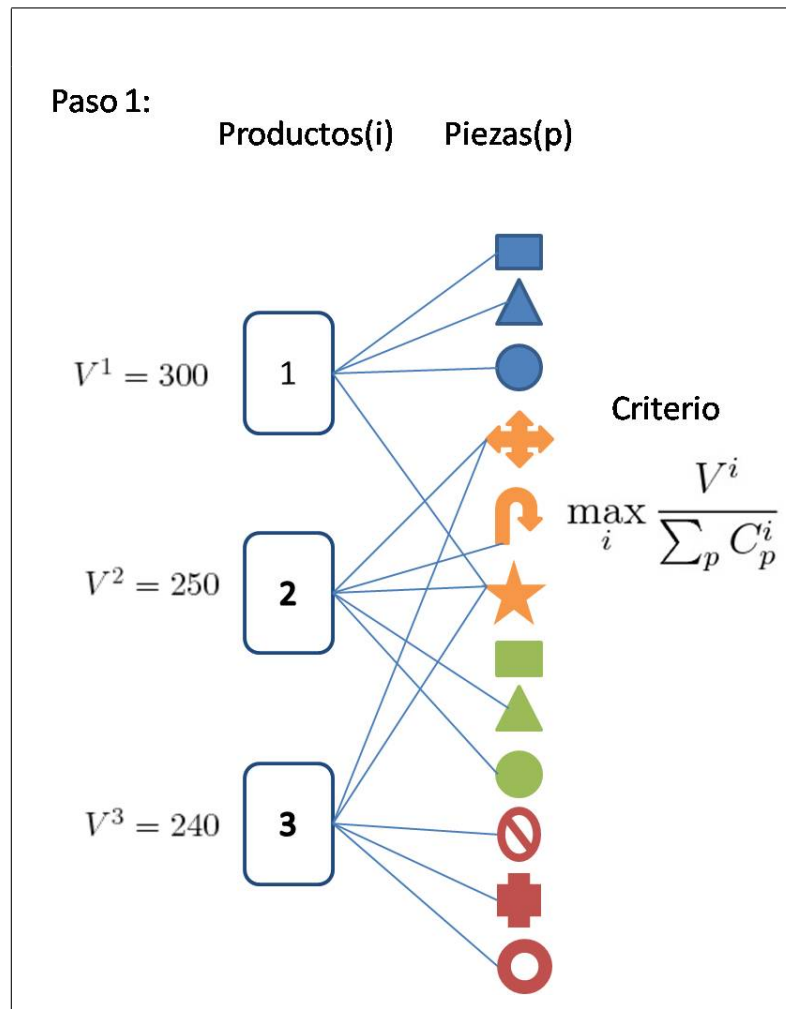 Paso 1:
Productos(i) Piezas(p)
V^1 = 300
1
Criterio
max_i V^i / ∑_p C_p^i
V^2 = 250
2
V^3 = 240
3